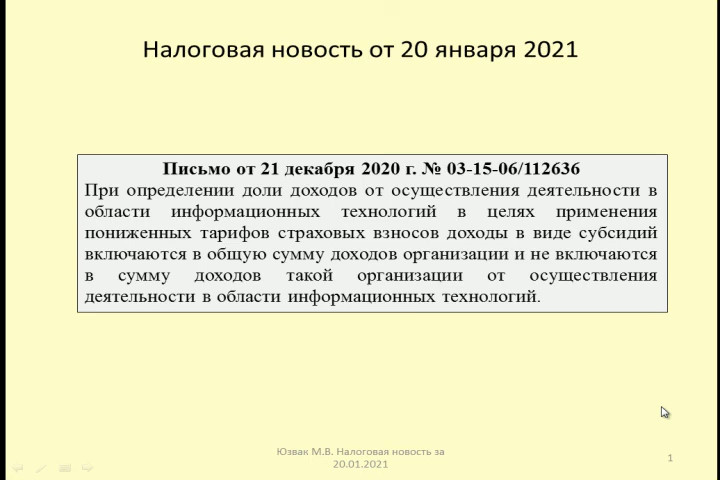 Налоговая новость от 20 января 2021
Письмо от 21 декабря 2020 г. № 03-15-06/112636
При определении доли доходов от осуществления деятельности в
области информационных технологий в целях применения
пониженных тарифов страховых взносов доходы в виде субсидий
включаются в общую сумму доходов организации и не включаются
в сумму доходов такой организации от осуществления
деятельности в области информационных технологий.
Юзвак М.В. Налоговая новость за
20.01.2021
1